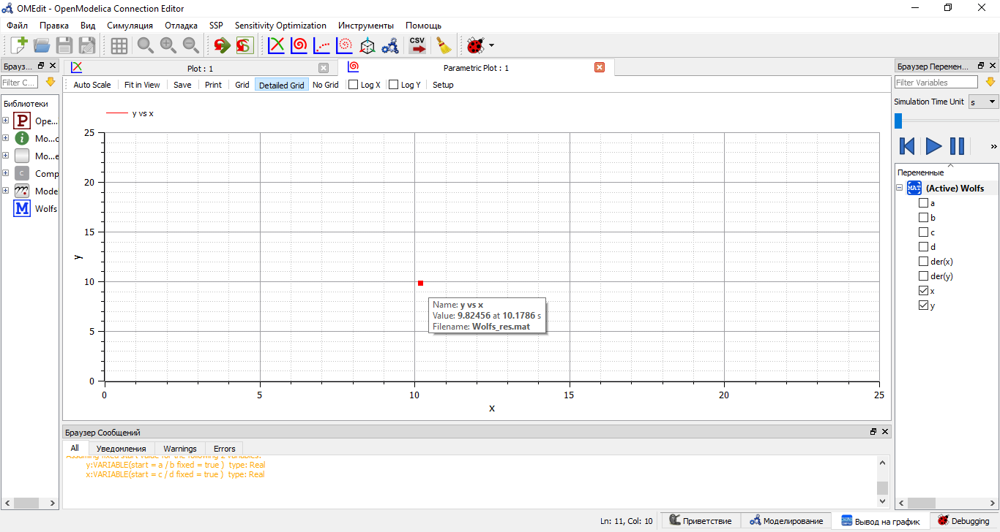 OMEdit - OpenModelica Connection Editor
Файл Правка Вид Симуляция Отладка SSP Sensitivity Optimization Инструменты Помощь
CSV
Брауз...
Filter C...
Библиотеки
P Ope...
i Mo...c
Mo...e
C Comp
m Mode
M Wolfs
Plot : 1
Parametric Plot : 1
Auto Scale Fit in View Save Print Grid Detailed Grid No Grid Log X Log Y Setup
y vs x
25
20
15
10
5
0
y
0 5 10 15 20 25
x
Name: y vs x
Value: 9.82456 at 10.1786 s
Filename: Wolfs_res.mat
Браузер Сообщений
All Уведомления Warnings Errors
Assuming fixed start value for the following 2 variables:
y:VARIABLE(start = a / b fixed = true ) type: Real
x:VARIABLE(start = c / d fixed = true ) type: Real
Браузер Перемен...
Filter Variables
Simulation Time Unit s
»
Переменные
MAT (Active) Wolfs
a
b
c
d
der(x)
der(y)
x
y
Ln: 11, Col: 10 Приветствие Моделирование Вывод на график Debugging